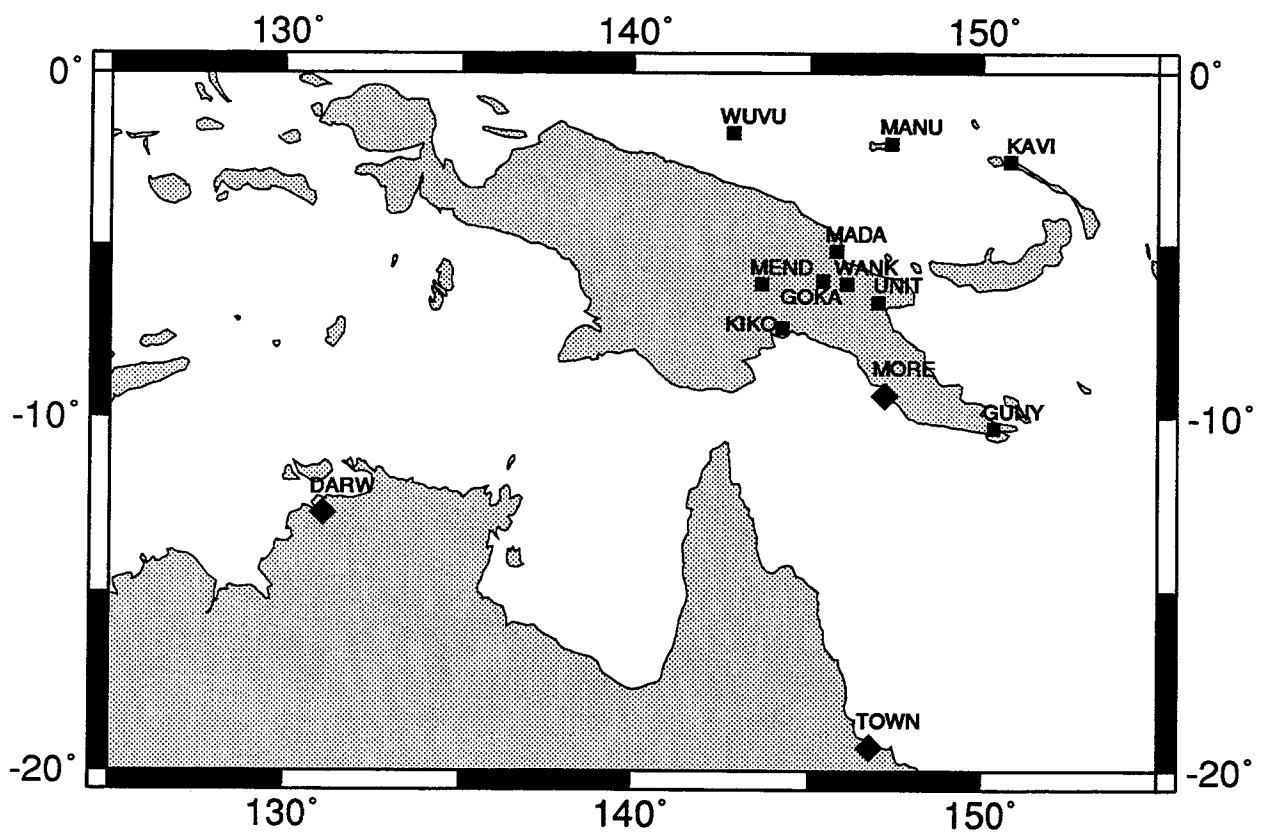 130° 140° 150°
0° 0°
WUVU
MANU
KAVI
MADA
MEND WANK
UNIT
GOKA
KIKO
MORE
-10° GUNY -10°
DARW
TOWN
-20° -20°
130° 140° 150°